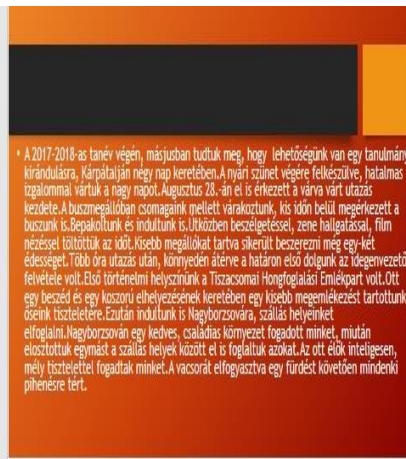 • A 2017-2018-as tanév végén, másjusban tudtuk meg, hogy lehetőségünk van egy tanulmány
kirándulásra, Kárpátalján négy nap keretében.A nyári szünet végére felkészülve, hatalmas
izgalommal vártuk a nagy napot.Augusztus 28.-án el is érkezett a várva várt utazás
kezdete.A buszmegállóban csomagaink mellett várakoztunk, kis időn belül megérkezett a
buszunk is.Bepakoltunk és indultunk is.Útközben beszélgetéssel, zene hallgatással, film
nézéssel töltöttük az időt.Kisebb megállókat tartva sikerült beszerezni még egy-két
édességet.Több óra utazás után, könnyedén átérve a határon első dolgunk az idegenvezető
felvétele volt.Első történelmi helyszínünk a Tiszacsomai Hongfoglalási Emlékpart volt.Ott
egy beszéd és egy koszorú elhelyezésének keretében egy kisebb megemlékezést tartottunk
őseink tiszteletére.Ezután indultunk is Nagyborzsovára, szállás helyeinket
elfoglalni.Nagyborzsován egy kedves, családias környezet fogadott minket, miután
elosztottuk egymást a szállás helyek között el is foglaltuk azokat.Az ott élők inteligesen,
mély tisztelettel fogadtak minket.A vacsorát elfogyasztva egy fürdést követően mindenki
pihenésre tért.